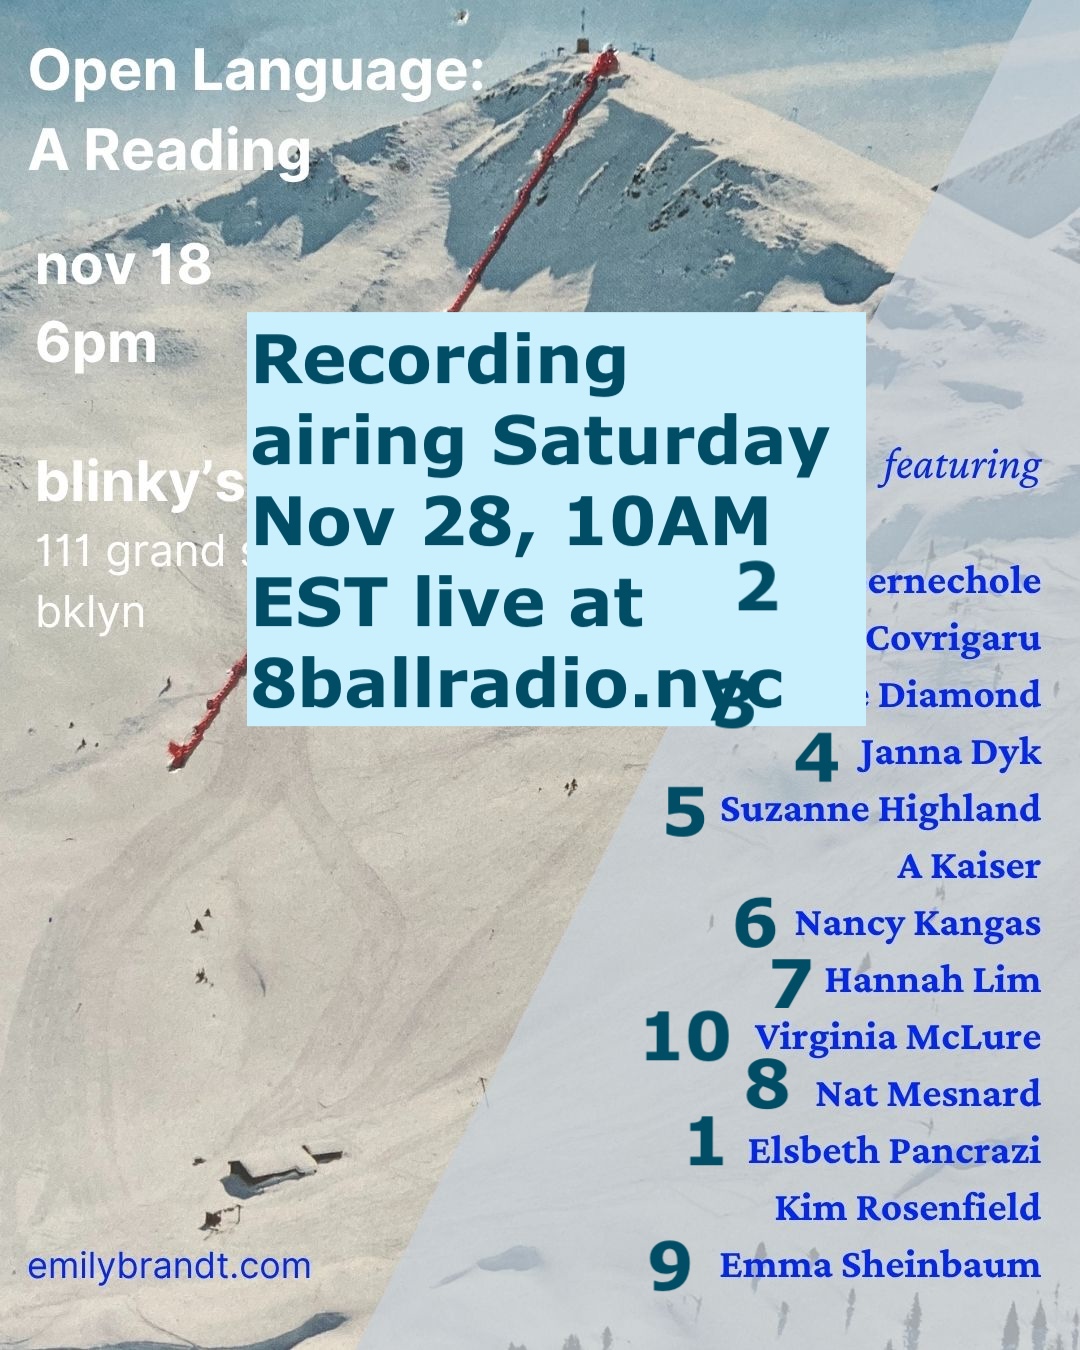 Open Language:
A Reading
nov 18
6pm
blinky’s
111 grand
bklyn
Recording
airing Saturday
Nov 28, 10AM
EST live at
8ballradio.nyc
featuring
2
Covrigaru
3 Diamond
4 Janna Dyk
5 Suzanne Highland
A Kaiser
6 Nancy Kangas
7 Hannah Lim
10 Virginia McLure
8 Nat Mesnard
1 Elsbeth Pancrazi
Kim Rosenfield
9 Emma Sheinbaum
emilybrandt.com